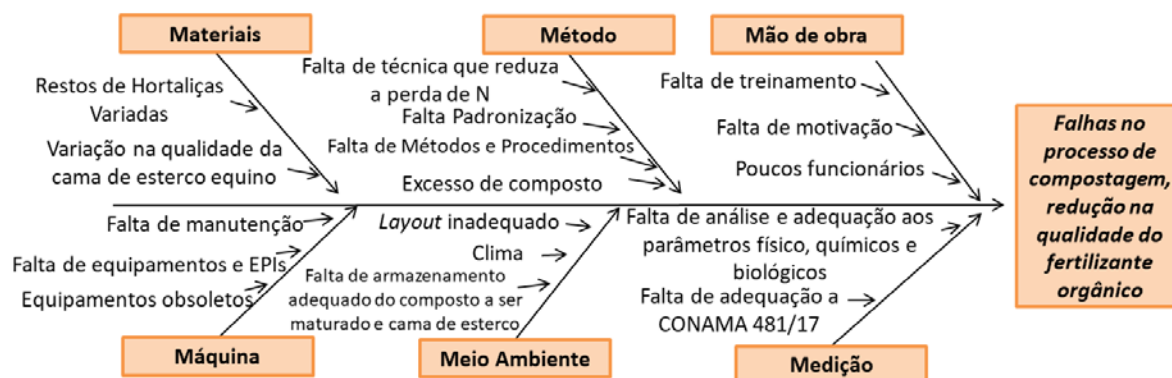 Materiais
Restos de Hortaliças
Variadas
Variação na qualidade da
cama de esterco equino
Método
Falta de técnica que reduza
a perda de N
Falta Padronização
Falta de Métodos e Procedimentos
Excesso de composto
Mão de obra
Falta de treinamento
Falta de motivação
Poucos funcionários
Falhas no
processo de
compostagem,
redução na
qualidade do
fertilizante
orgânico
Falta de manutenção
Falta de equipamentos e EPIs
Equipamentos obsoletos
Máquina
Layout inadequado
Clima
Falta de armazenamento
adequado do composto a ser
maturado e cama de esterco
Meio Ambiente
Falta de análise e adequação aos
parâmetros físico, químicos e
biológicos
Falta de adequação a
CONAMA 481/17
Medição